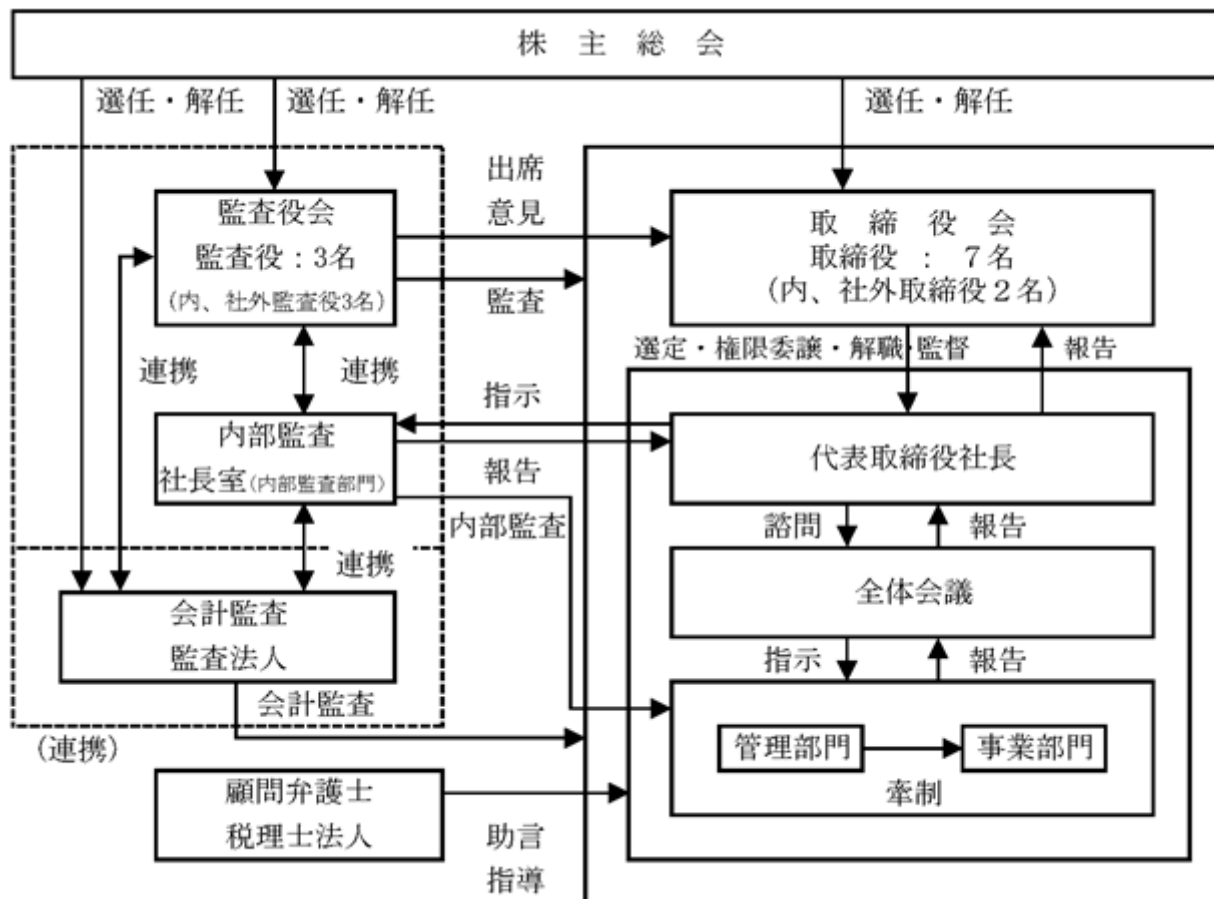 株　主　総　会
選任・解任
選任・解任
選任・解任
出席
意見
監査役会
監査役：3名
(内、社外監査役3名)
監査
取　締　役　会
取締役　：　７名
(内、社外取締役２名)
選定・権限委譲・解職・監督
報告
連携
連携
指示
内部監査
社長室(内部監査部門)
報告
内部監査
代表取締役社長
諮問
報告
連携
全体会議
会計監査
監査法人
指示
報告
会計監査
(連携)
管理部門
事業部門
牽制
顧問弁護士
税理士法人
助言
指導